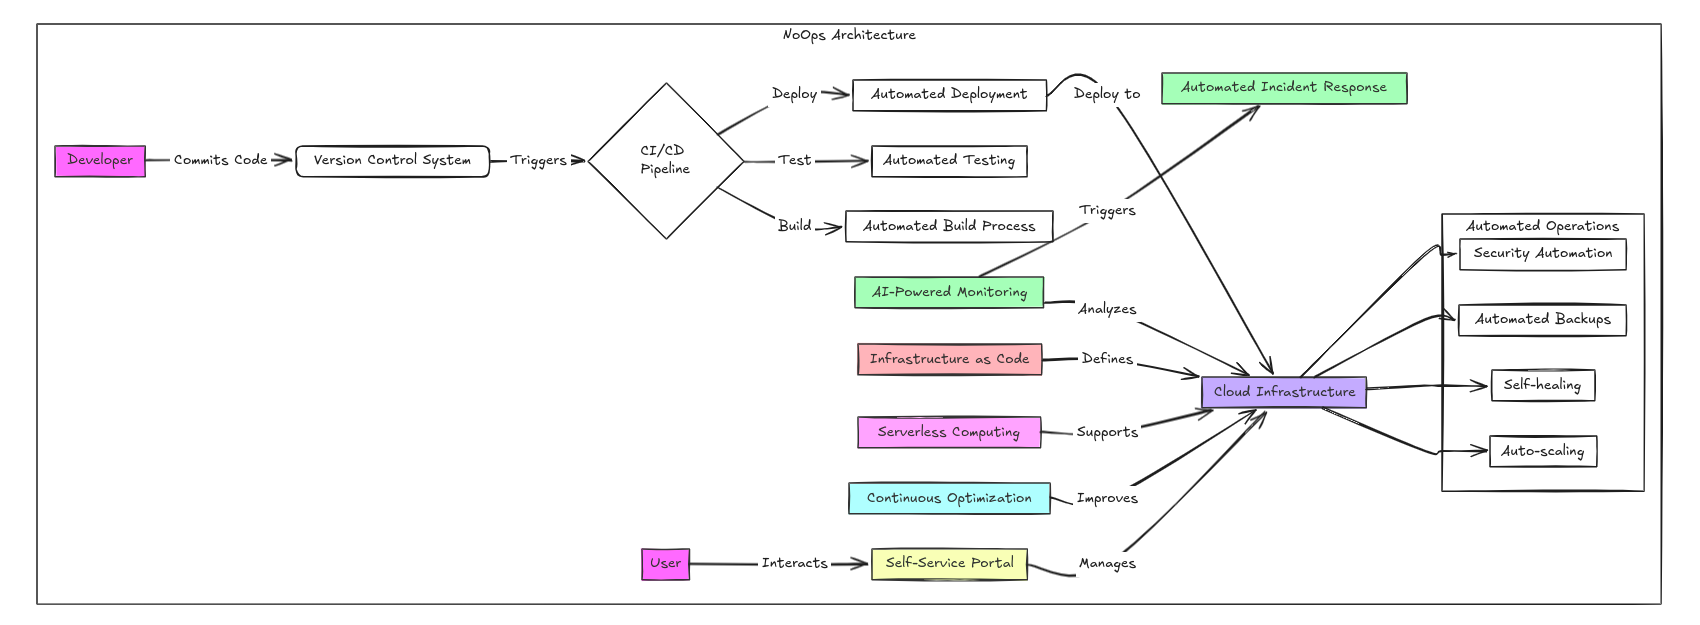 NoOps Architecture
Developer
Commits Code
Version Control System
Triggers
CI/CD
Pipeline
Deploy
Automated Deployment
Deploy to
Automated Incident Response
Test
Automated Testing
Build
Automated Build Process
Triggers
AI-Powered Monitoring
Analyzes
Infrastructure as Code
Defines
Cloud Infrastructure
Serverless Computing
Supports
Continuous Optimization
Improves
User
Interacts
Self-Service Portal
Manages
Automated Operations
Security Automation
Automated Backups
Self-healing
Auto-scaling